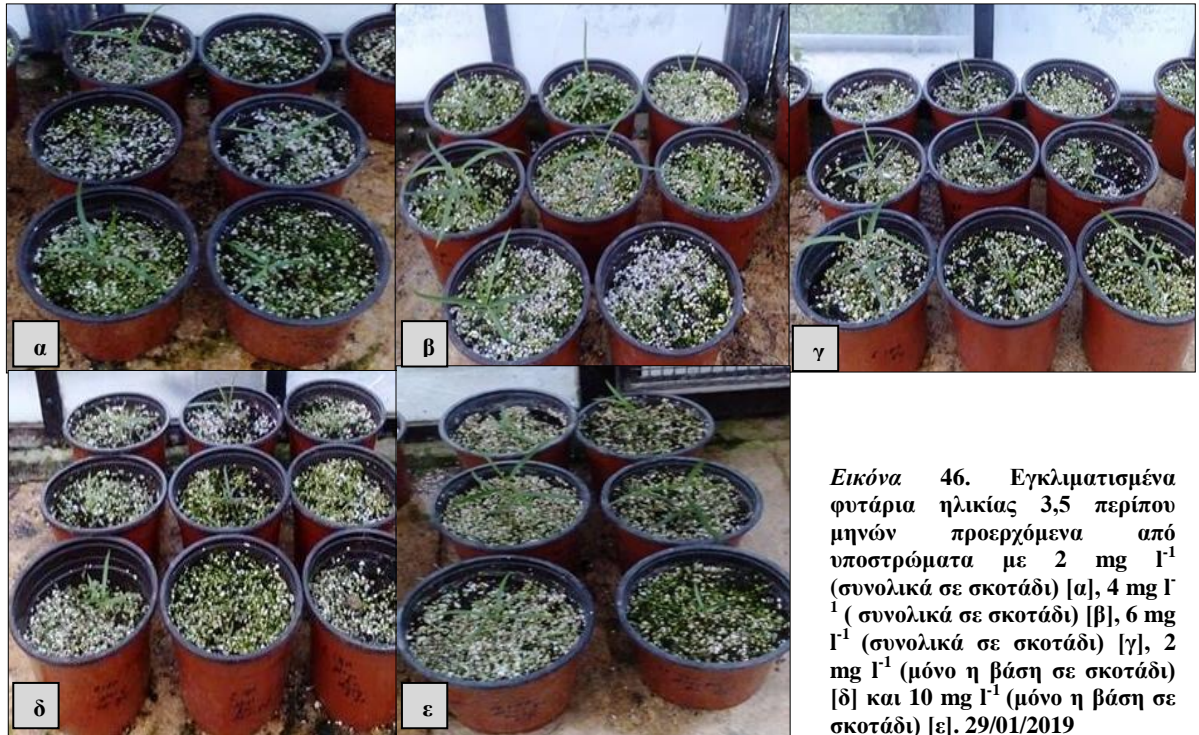 α
β
γ
δ
ε
Εικόνα 46. Εγκλιματισμένα
φυτάρια ηλικίας 3,5 περίπου
μηνών προερχόμενα από
υποστρώματα με 2 mg l-1
(συνολικά σε σκοτάδι) [α], 4 mg l-
1 ( συνολικά σε σκοτάδι) [β], 6 mg
l-1 (συνολικά σε σκοτάδι) [γ], 2
mg l-1 (μόνο η βάση σε σκοτάδι)
[δ] και 10 mg l-1 (μόνο η βάση σε
σκοτάδι) [ε]. 29/01/2019